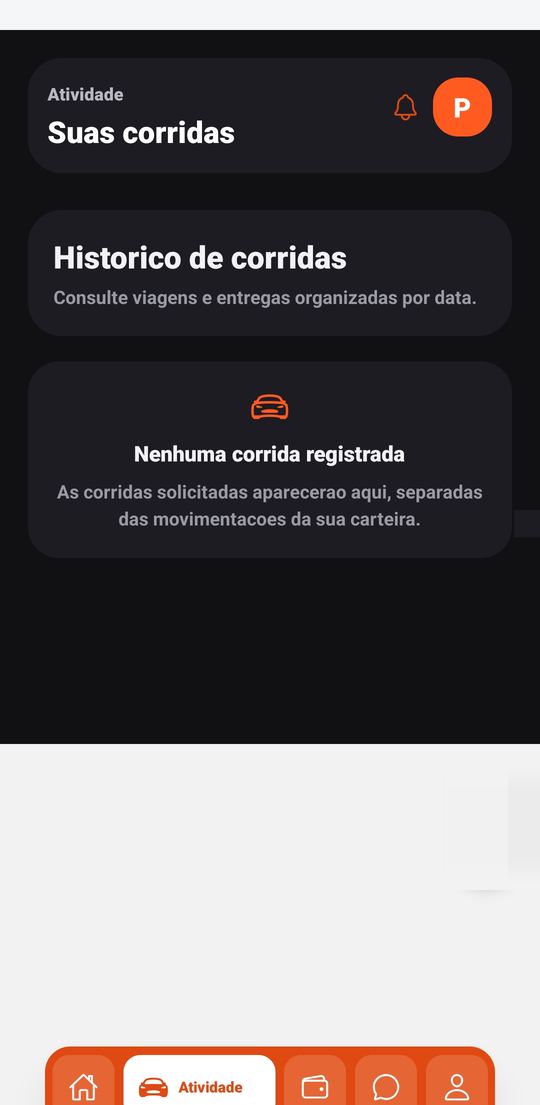 Atividade
Suas corridas
P
Historico de corridas
Consulte viagens e entregas organizadas por data.
Nenhuma corrida registrada
As corridas solicitadas aparecerao aqui, separadas
das movimentacoes da sua carteira.
Atividade